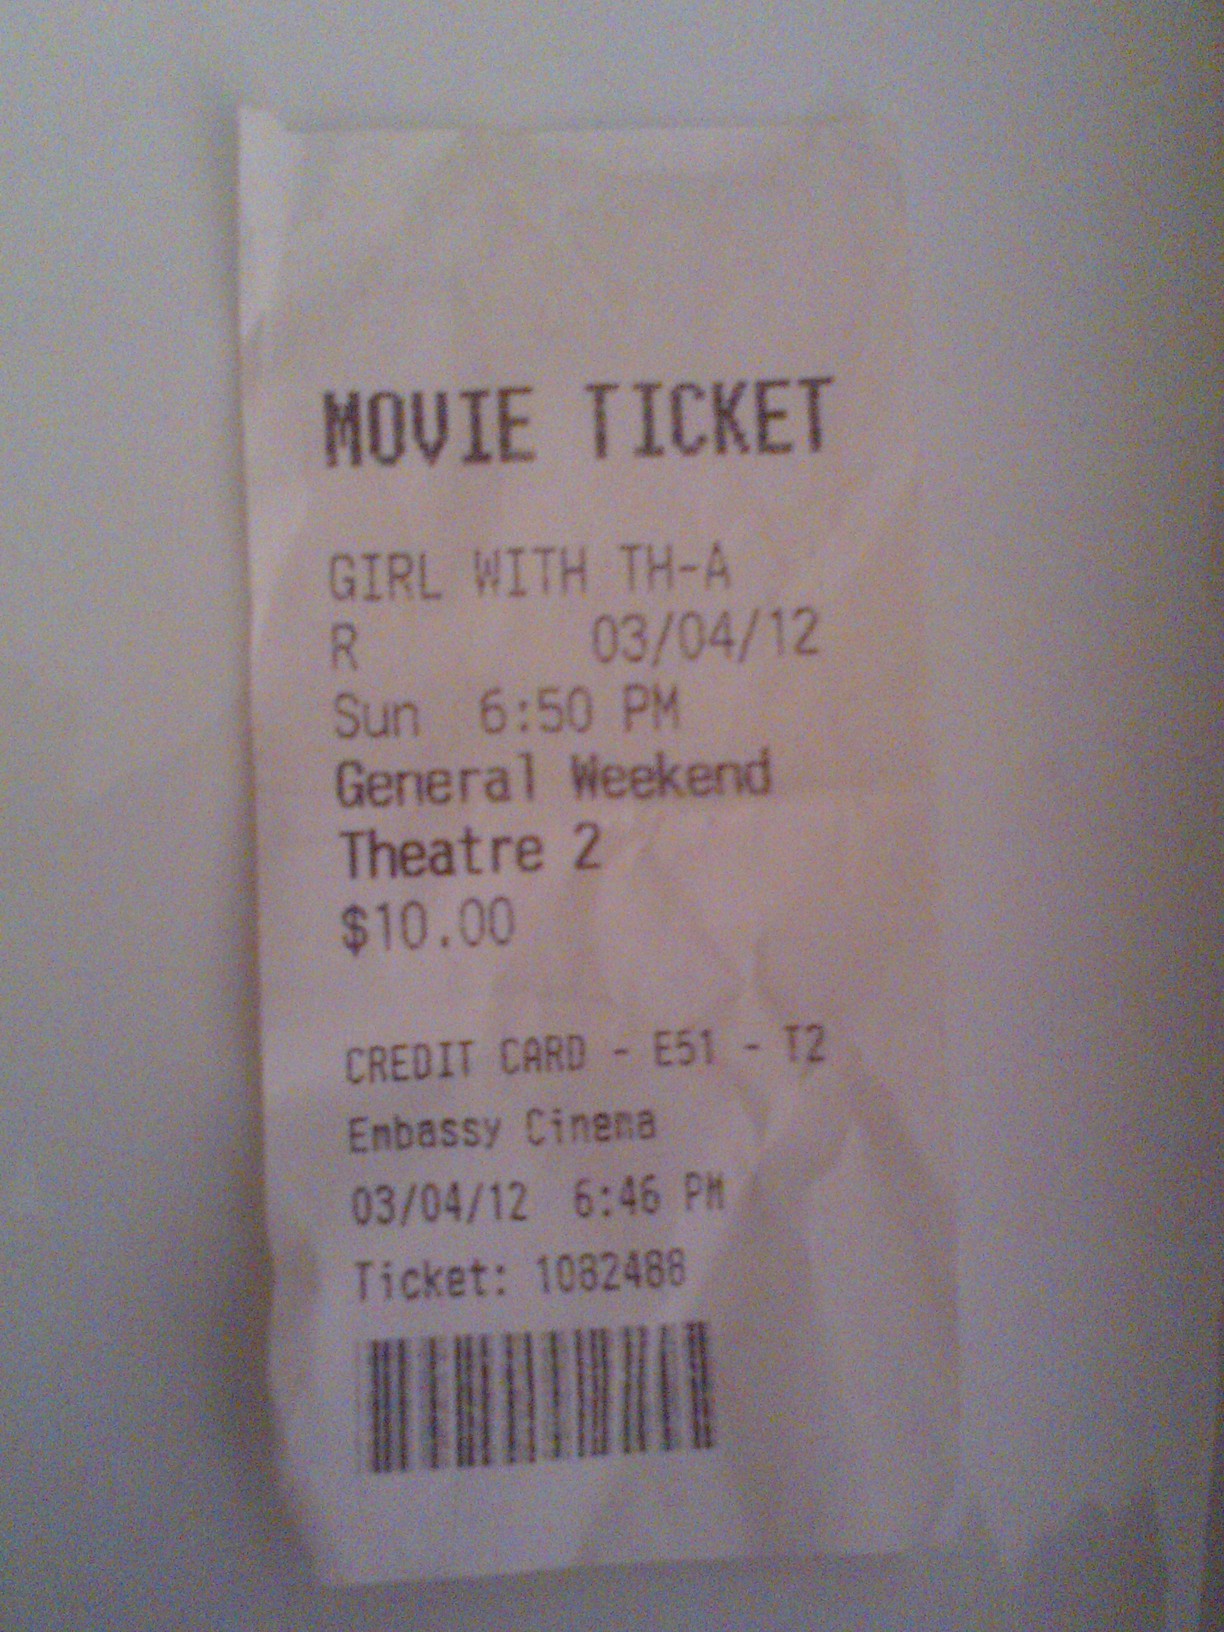 MOVIE TICKET
GIRL WITH TH-A
R 03/04/12
Sun 6:50 PM
General Weekend
Theatre 2
$10.00
CREDIT CARD - E51 - T2
Embassy Cinema
03/04/12 6:46 PM
Ticket: 1082488